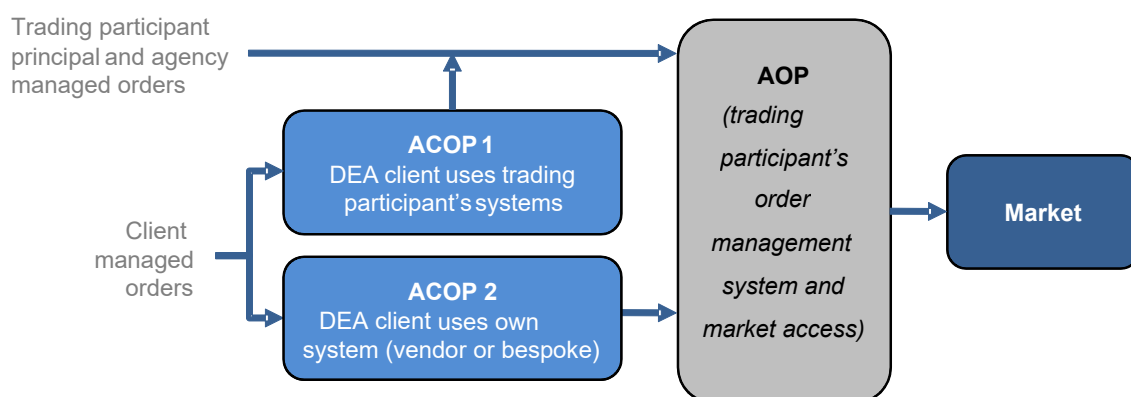 Trading participant
principal and agency
managed orders
ACOP 1
DEA client uses trading
participant's systems
Client
managed
orders
ACOP 2
DEA client uses own
system (vendor or bespoke)
AOP
(trading
participant's
order
management
system and
market access)
Market